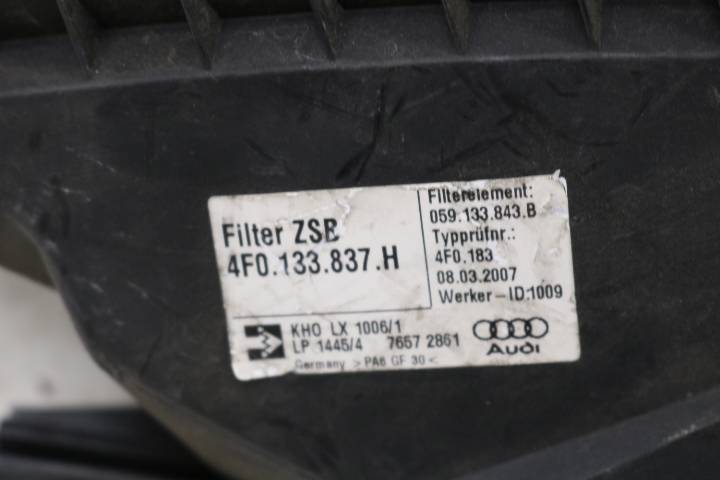 Filter ZSB
4F0.133.837.H
Filterelement:
059.133.843.B
Typprüfnr.:
4F0.183
08.03.2007
Werker-ID:1009
KHO LX 1006/1
LP 1445/4 7657 2861
Audi
Germany >PA6 GF 30<